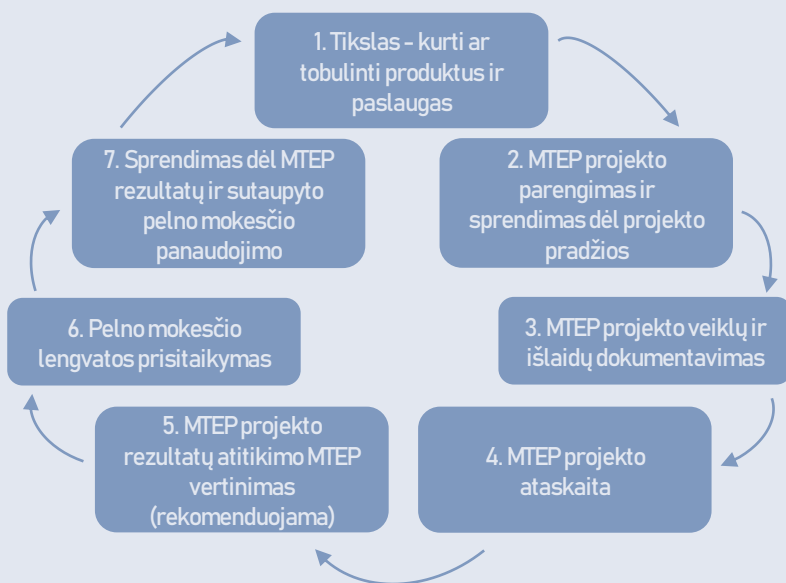 1. Tikslas - kurti ar
tobulinti produktus ir
paslaugas
2. MTEP projekto
parengimas ir
sprendimas dėl projekto
pradžios
3. MTEP projekto veiklų ir
išlaidų dokumentavimas
4. MTEP projekto
ataskaita
5. MTEP projekto
rezultatų atitikimo MTEP
vertinimas
(rekomenduojama)
6. Pelno mokesčio
lengvatos prisitaikymas
7. Sprendimas dėl MTEP
rezultatų ir sutaupyto
pelno mokesčio
panaudojimo